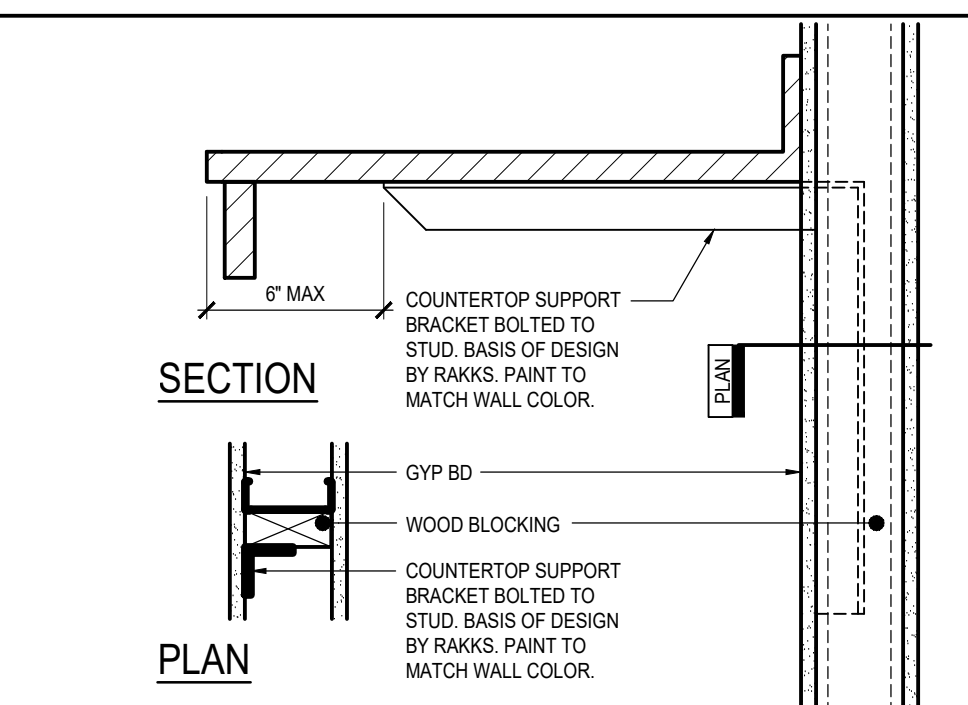 6" MAX
COUNTERTOP SUPPORT
BRACKET BOLTED TO
STUD. BASIS OF DESIGN
BY RAKKS. PAINT TO
MATCH WALL COLOR.
SECTION
PLAN
GYP BD
WOOD BLOCKING
COUNTERTOP SUPPORT
BRACKET BOLTED TO
STUD. BASIS OF DESIGN
BY RAKKS. PAINT TO
MATCH WALL COLOR.
PLAN